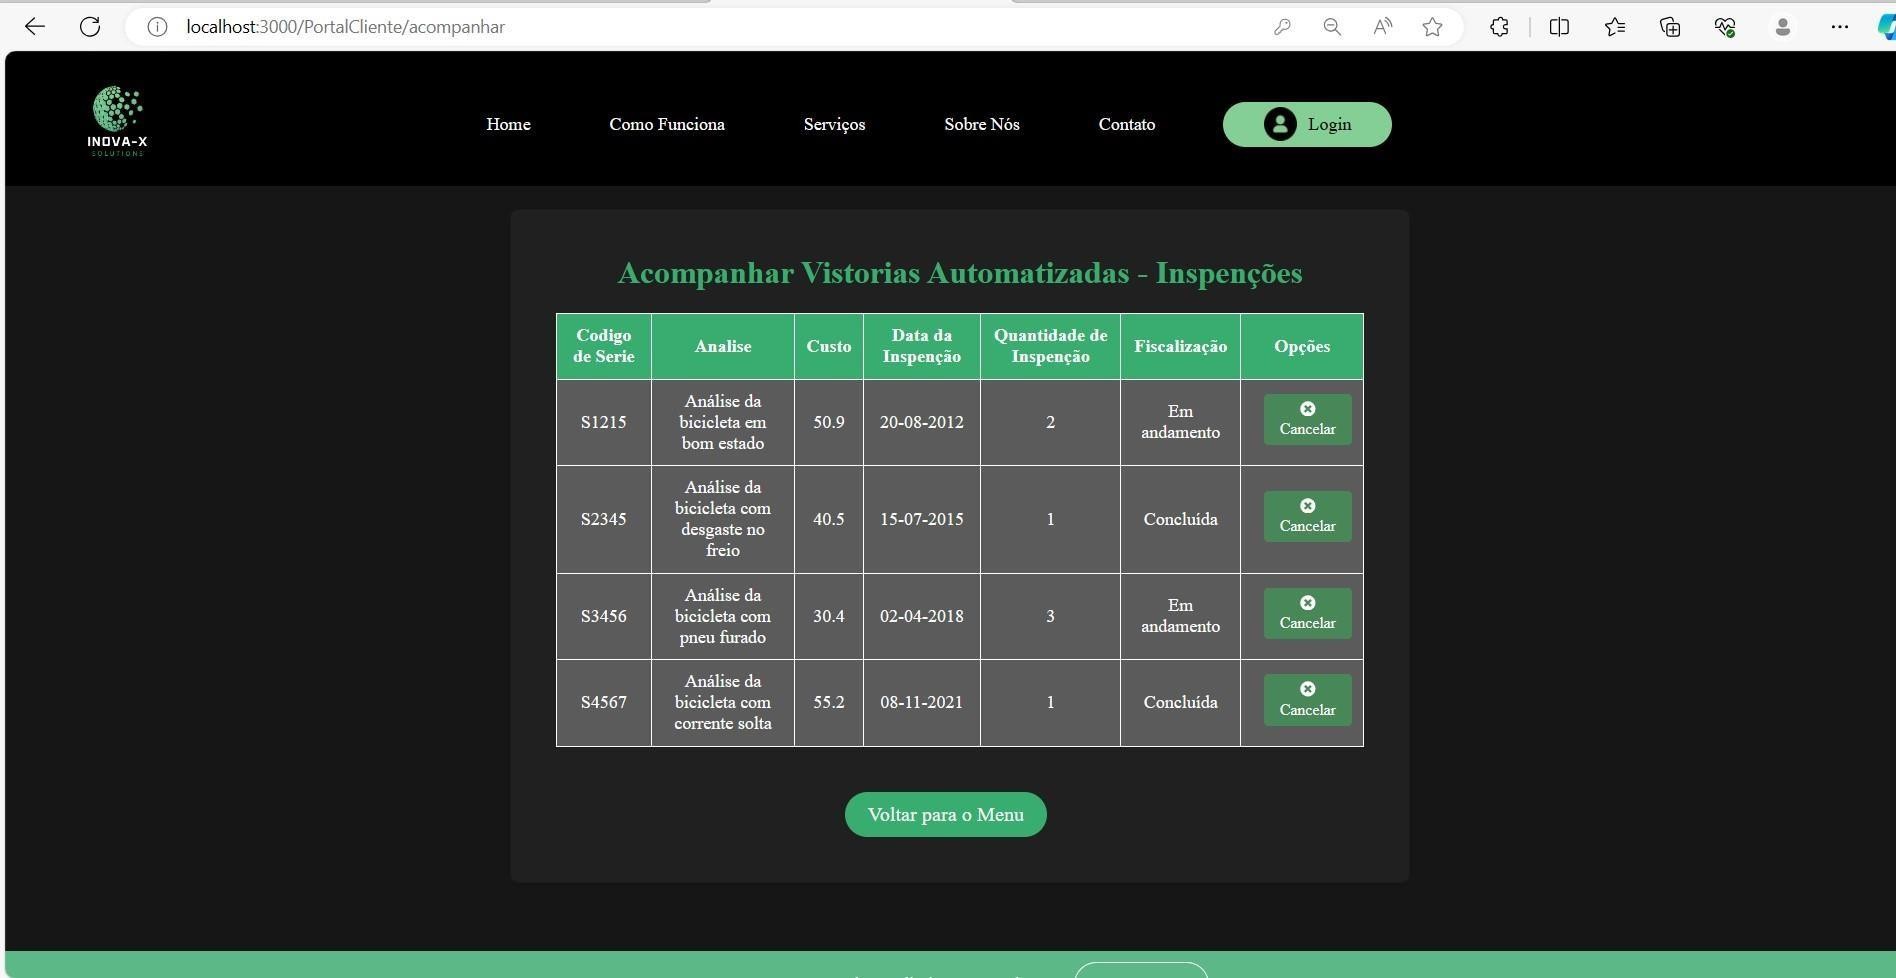 localhost:3000/PortalCliente/acompanhar
INOVA-X
SOLUTIONS
Home
Como Funciona
Serviços
Sobre Nós
Contato
Login
Acompanhar Vistorias Automatizadas - Inspenções
Codigo
de Serie
Analise
Custo
Data da
Inspenção
Quantidade de
Inspenção
Fiscalização
Opções
S1215
Análise da
bicicleta em
bom estado
50.9
20-08-2012
2
Em
andamento
Cancelar
S2345
Análise da
bicicleta com
desgaste no
freio
40.5
15-07-2015
1
Concluída
Cancelar
S3456
Análise da
bicicleta com
pneu furado
30.4
02-04-2018
3
Em
andamento
Cancelar
S4567
Análise da
bicicleta com
corrente solta
55.2
08-11-2021
1
Concluída
Cancelar
Voltar para o Menu